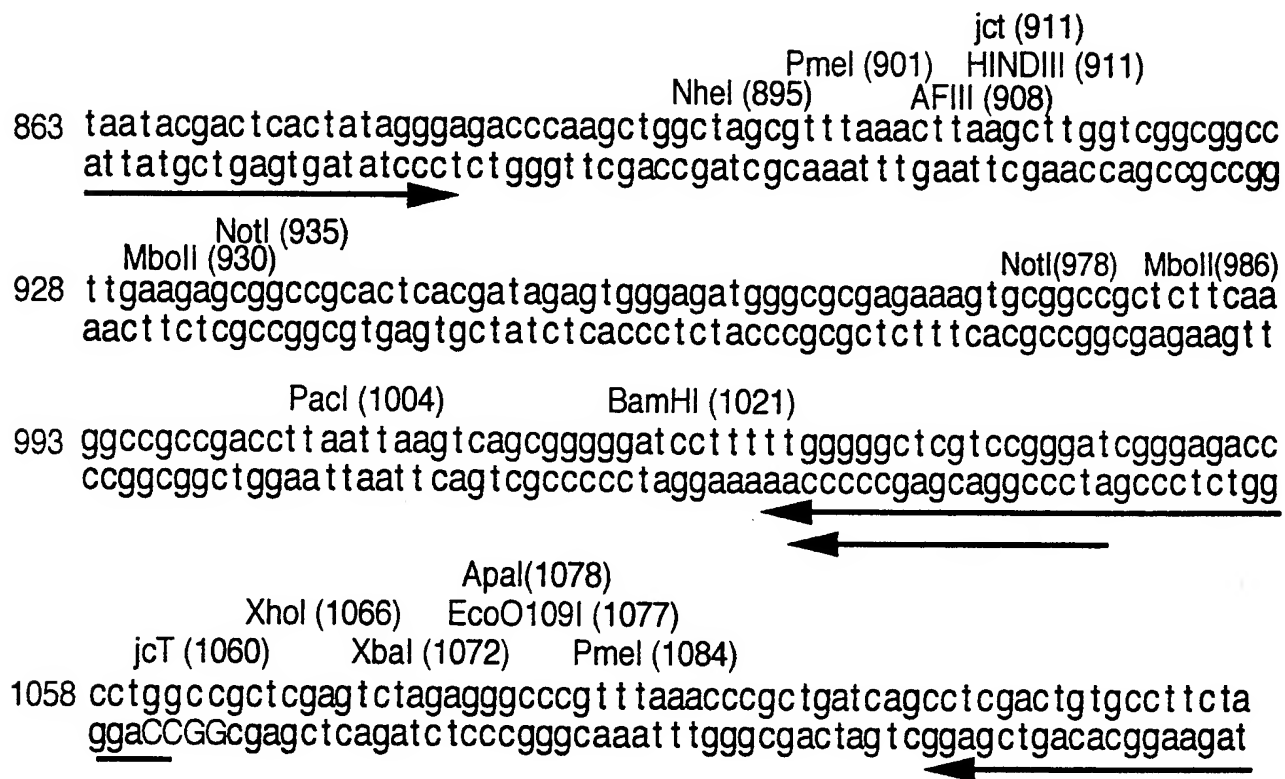 jct (911)
PmeI (901) HINDIII (911)
NheI (895) AFIII (908)
863 taatacgactcactatagggagacccaagctggctagcgtttaaacttaagcttggtcggcggcc
attatgctgagtgatatccctctgggttcgaccgatcgcaaatttgaattcgaaccagccgccgg
NotI (935)
MboII (930) NotI(978) MboII(986)
928 ttgaagagcggccgcactcacgatagagtgggagatgggcgcgagaaagtgcggccgctcttcaa
aacttctcgccggcgtgagtgctatctcaccctctacccgcgctctttcacgccggcgagaagtt
PacI (1004) BamHI (1021)
993 ggccgccgaccttaattaagtcagcgggggatcctttttgggggctcgtccgggatcgggagacc
ccggcggctggaattaattcagtcgccccctaggaaaaacccccgagcaggccctagccctctgg
ApaI(1078)
XhoI (1066) EcoO109I (1077)
jcT (1060) XbaI (1072) PmeI (1084)
1058 cctggccgctcgagtctagagggcccgtttaaacccgctgatcagcctcgactgtgccttcta
ggaCCGGcgagctcagatctcccgggcaaatttgggcgactagtcggagctgacacggaagat